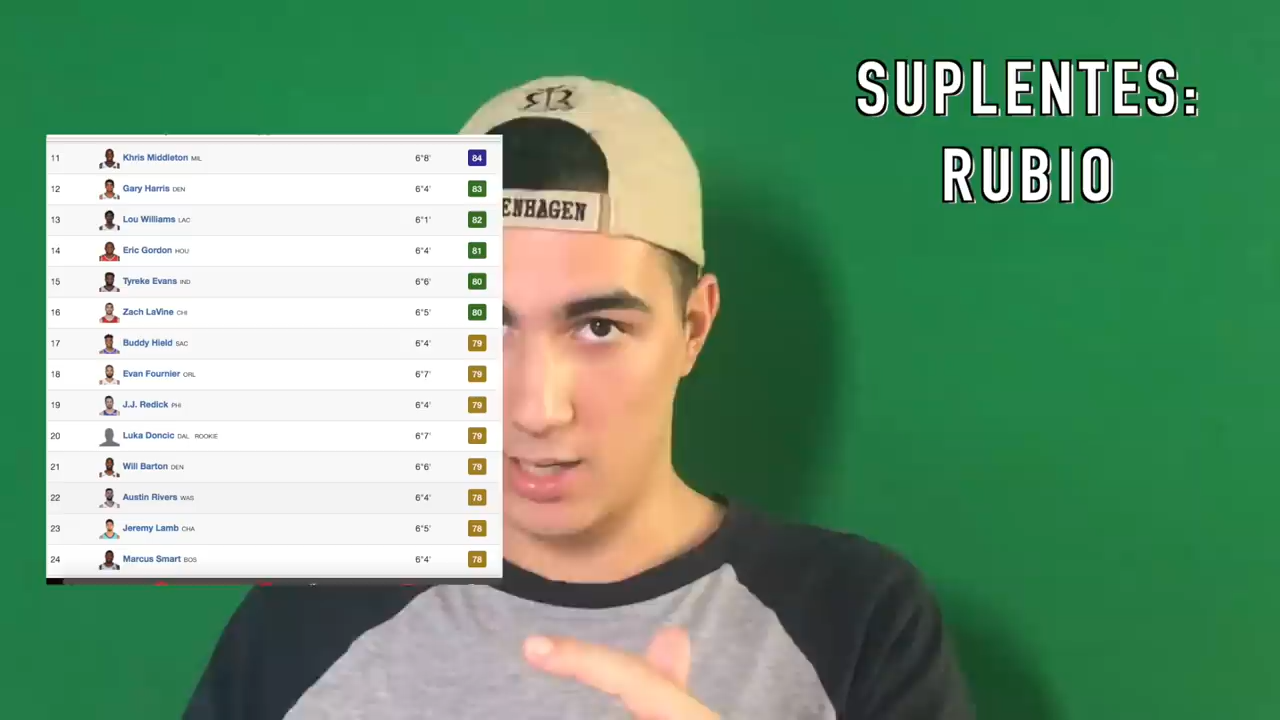 SUPLENTES:
RUBIO
STR
ENHAGEN
11 Khris Middleton MIL 6"8' 84
12 Gary Harris DEN 6"4' 83
13 Lou Williams LAC 6"1' 82
14 Eric Gordon HOU 6"4' 81
15 Tyreke Evans IND 6"6' 80
16 Zach LaVine CHI 6"5' 80
17 Buddy Hield SAC 6"4' 79
18 Evan Fournier ORL 6"7' 79
19 J.J. Redick PHI 6"4' 79
20 Luka Doncic DAL ROOKIE 6"7' 79
21 Will Barton DEN 6"6' 79
22 Austin Rivers WAS 6"4' 78
23 Jeremy Lamb CHA 6"5' 78
24 Marcus Smart BOS 6"4' 78